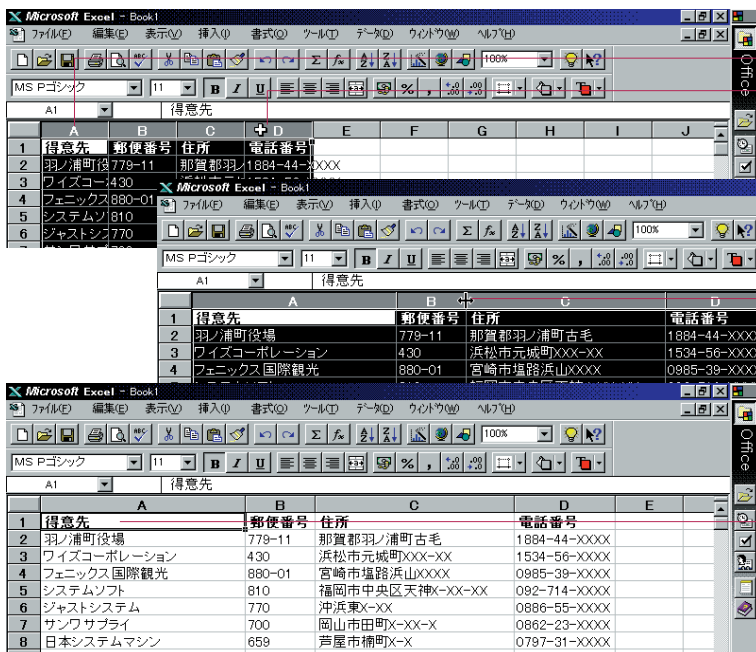 Microsoft Excel - Book1
ファイル(F) 編集(E) 表示(V) 挿入(I) 書式(O) ツール(T) データ(D) ウィンドウ(W) ヘルプ(H)
100%
MS Pゴシック 11 B I U
A1 得意先
A B C D E F G H I J
1 得意先 郵便番号 住所 電話番号
2 羽ノ浦町役 779-11 那賀郡羽ノ 1884-44-XXXX
3 ワイズコー 430
4 フェニックス 880-01
5 システムソ 810
6 ジャストシス 770
Office
Microsoft Excel - Book1
ファイル(F) 編集(E) 表示(V) 挿入(I) 書式(O) ツール(T) データ(D) ウィンドウ(W) ヘルプ(H)
100%
MS Pゴシック 11 B I U
A1 得意先
A B C D
1 得意先 郵便番号 住所 電話番号
2 羽ノ浦町役場 779-11 那賀郡羽ノ浦町古毛 1884-44-XXX
3 ワイズコーポレーション 430 浜松市元城町XXX-XX 1534-56-XXX
4 フェニックス国際観光 880-01 宮崎市塩路浜山XXXX 0985-39-XXX
Microsoft Excel - Book1
ファイル(F) 編集(E) 表示(V) 挿入(I) 書式(O) ツール(T) データ(D) ウィンドウ(W) ヘルプ(H)
100%
MS Pゴシック 11 B I U
A1 得意先
A B C D E
1 得意先 郵便番号 住所 電話番号
2 羽ノ浦町役場 779-11 那賀郡羽ノ浦町古毛 1884-44-XXXX
3 ワイズコーポレーション 430 浜松市元城町XXX-XX 1534-56-XXXX
4 フェニックス国際観光 880-01 宮崎市塩路浜山XXXX 0985-39-XXXX
5 システムソフト 810 福岡市中央区天神X-XX-XX 092-714-XXXX
6 ジャストシステム 770 沖浜東X-XX 0886-55-XXXX
7 サンワサプライ 700 岡山市田町X-XX-X 0862-23-XXXX
8 日本システムマシン 659 芦屋市楠町X-X 0797-31-XXXX
Office